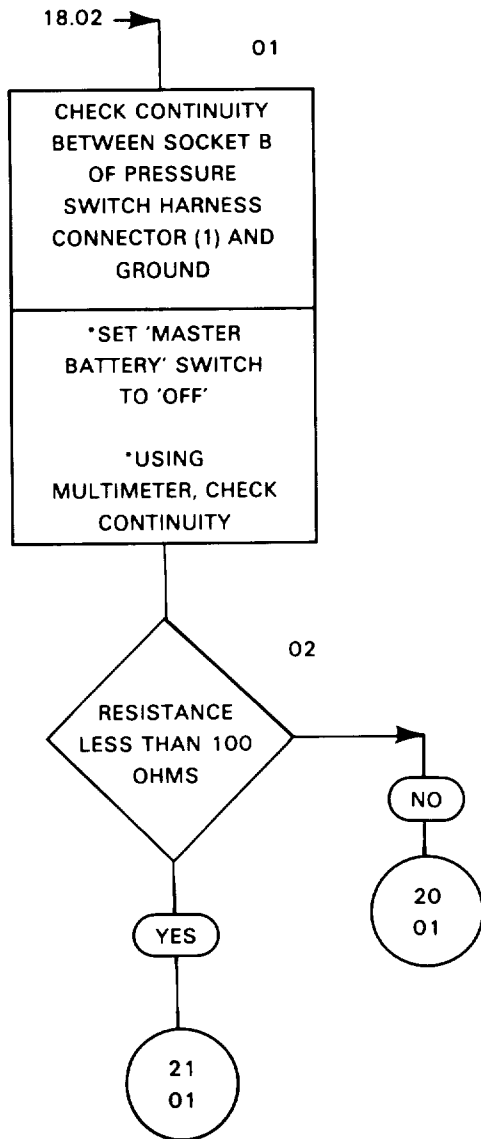 18.02
01
CHECK CONTINUITY
BETWEEN SOCKET B
OF PRESSURE
SWITCH HARNESS
CONNECTOR (1) AND
GROUND
*SET 'MASTER
BATTERY' SWITCH
TO 'OFF'
*USING
MULTIMETER, CHECK
CONTINUITY
02
RESISTANCE
LESS THAN 100
OHMS
NO
20
01
YES
21
01